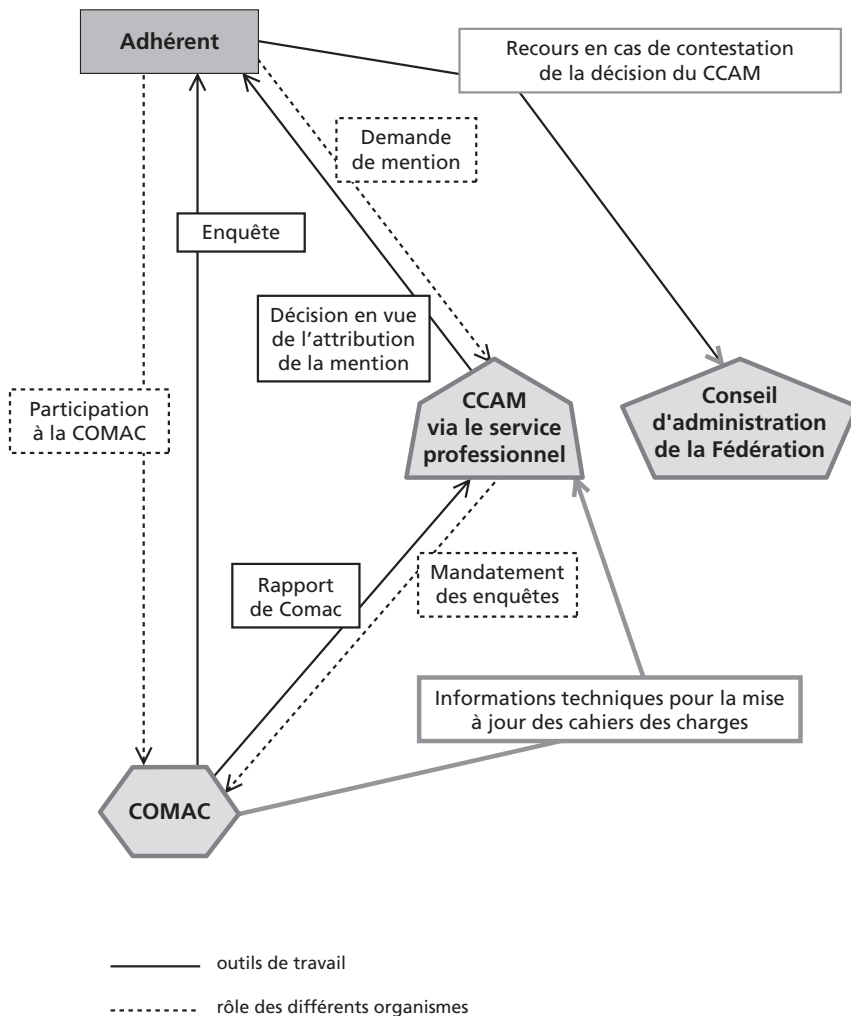 Adhérent
Recours en cas de contestation
de la décision du CCAM
Demande
de mention
Enquête
Décision en vue
de l'attribution
de la mention
Participation
à la COMAC
CCAM
via le service
professionnel
Conseil
d'administration
de la Fédération
Rapport
de Comac
Mandatement
des enquêtes
Informations techniques pour la mise
à jour des cahiers des charges
COMAC
outils de travail
rôle des différents organismes